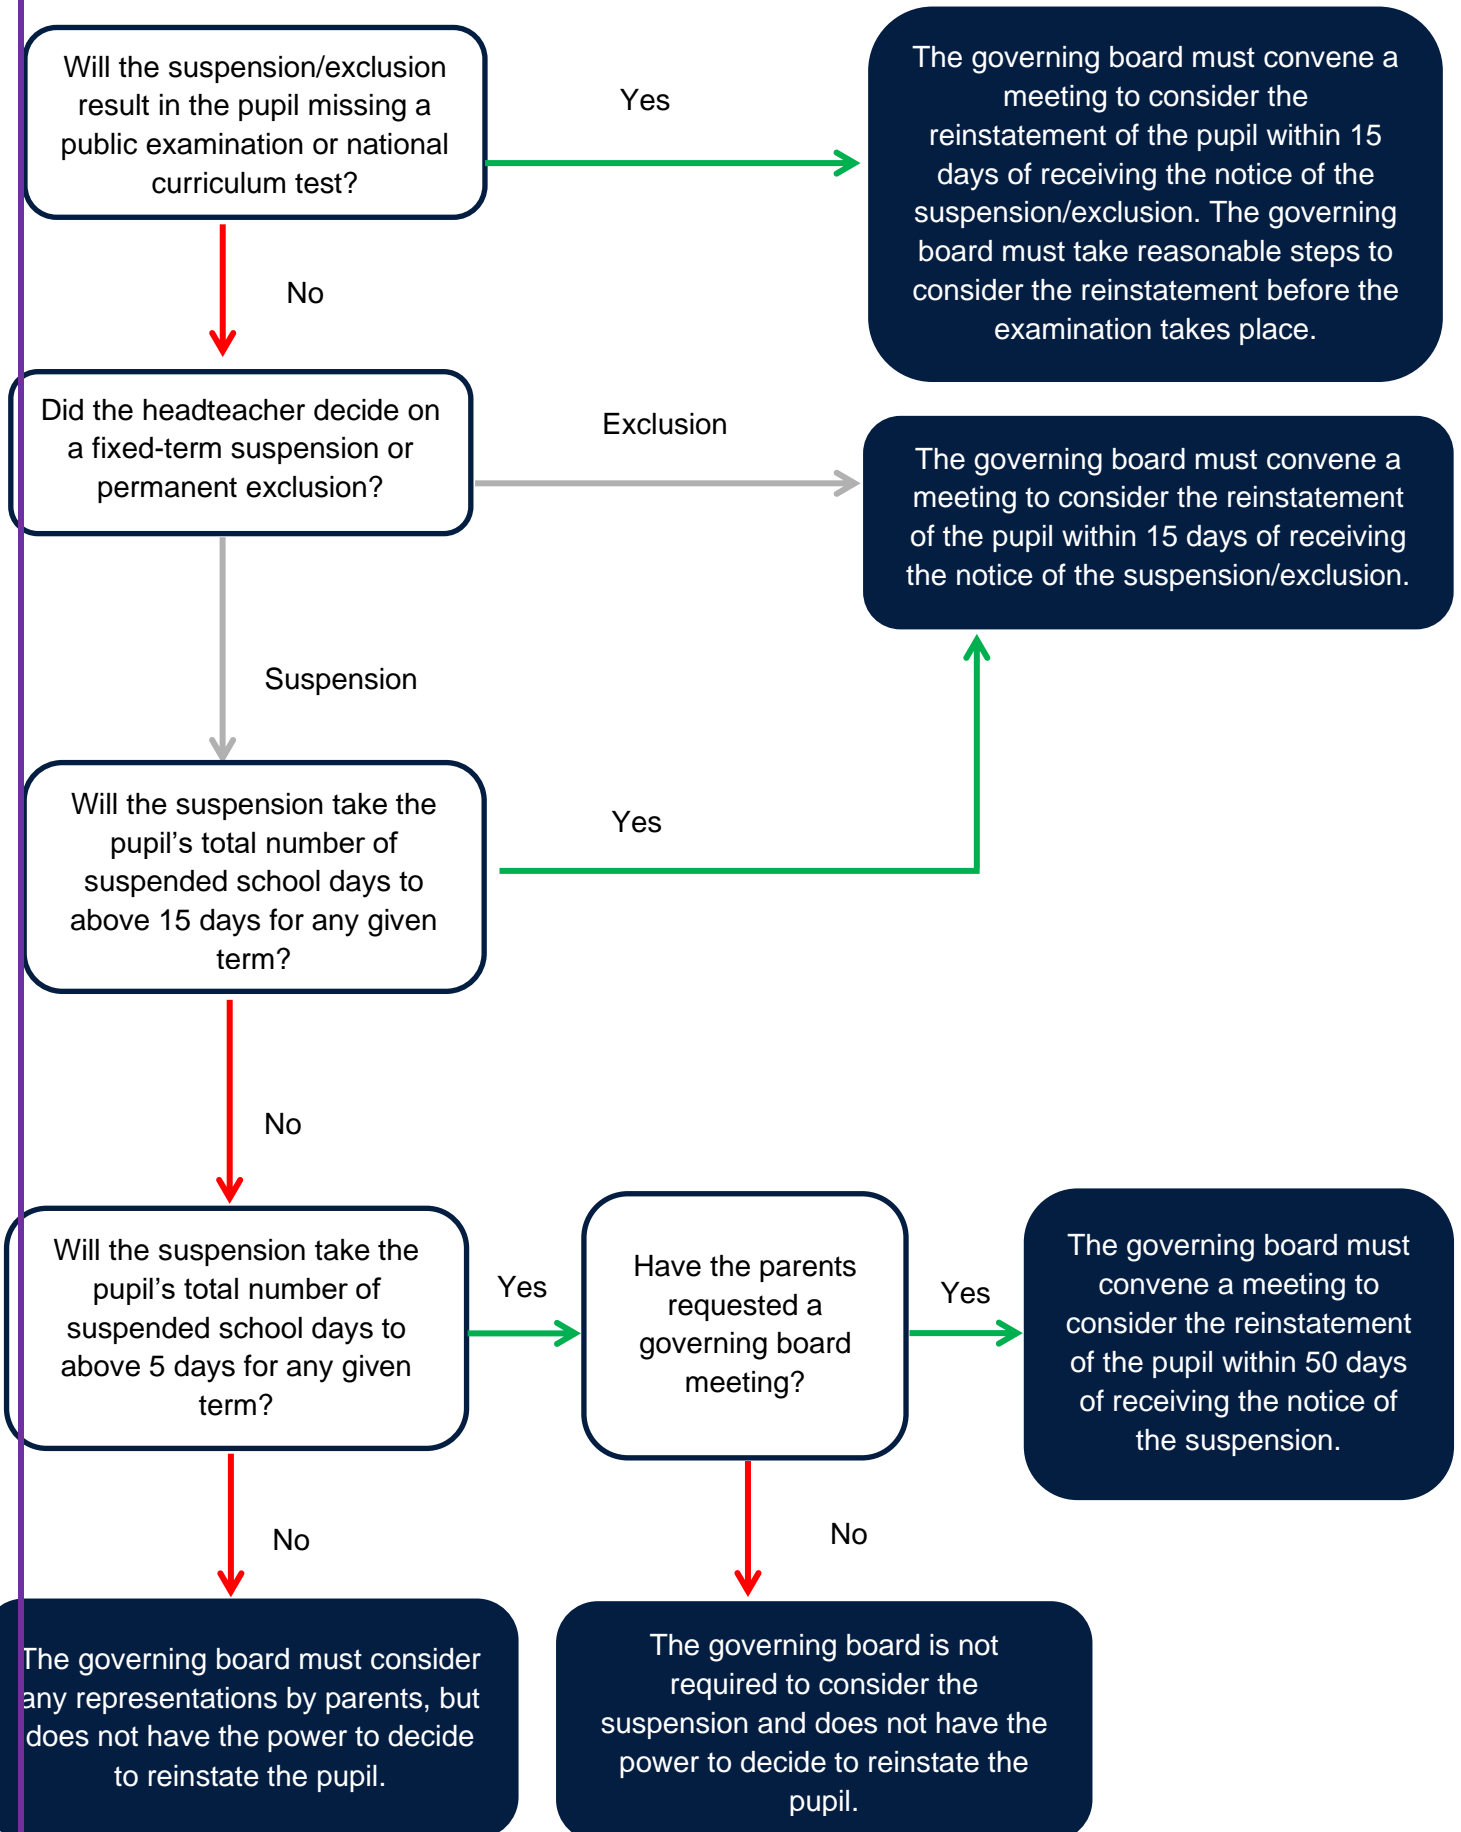 Will the suspension/exclusion
result in the pupil missing a
public examination or national
curriculum test?
Yes
The governing board must convene a
meeting to consider the
reinstatement of the pupil within 15
days of receiving the notice of the
suspension/exclusion. The governing
board must take reasonable steps to
consider the reinstatement before the
examination takes place.
No
Did the headteacher decide on
a fixed-term suspension or
permanent exclusion?
Exclusion
The governing board must convene a
meeting to consider the reinstatement
of the pupil within 15 days of receiving
the notice of the suspension/exclusion.
Suspension
Will the suspension take the
pupil’s total number of
suspended school days to
above 15 days for any given
term?
Yes
No
Will the suspension take the
pupil’s total number of
suspended school days to
above 5 days for any given
term?
Yes
Have the parents
requested a
governing board
meeting?
Yes
The governing board must
convene a meeting to
consider the reinstatement
of the pupil within 50 days
of receiving the notice of
the suspension.
No
No
The governing board must consider
any representations by parents, but
does not have the power to decide
to reinstate the pupil.
The governing board is not
required to consider the
suspension and does not have the
power to decide to reinstate the
pupil.